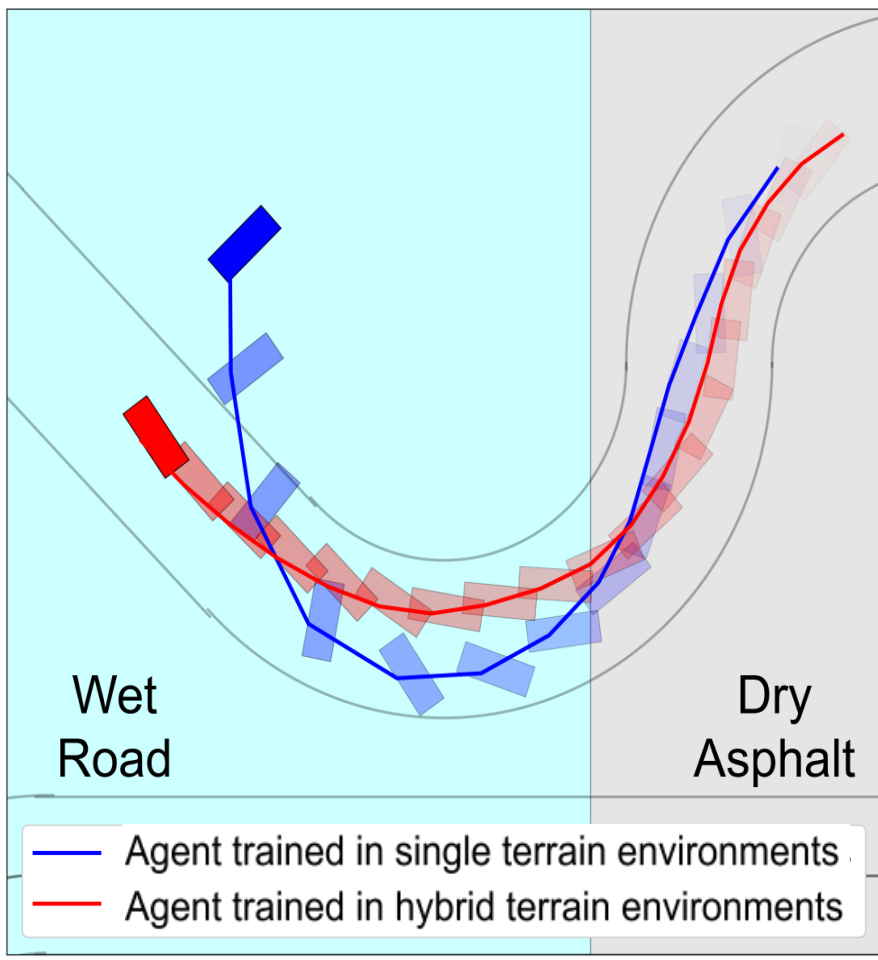 Wet
Road
Dry
Asphalt
Agent trained in single terrain environments
Agent trained in hybrid terrain environments